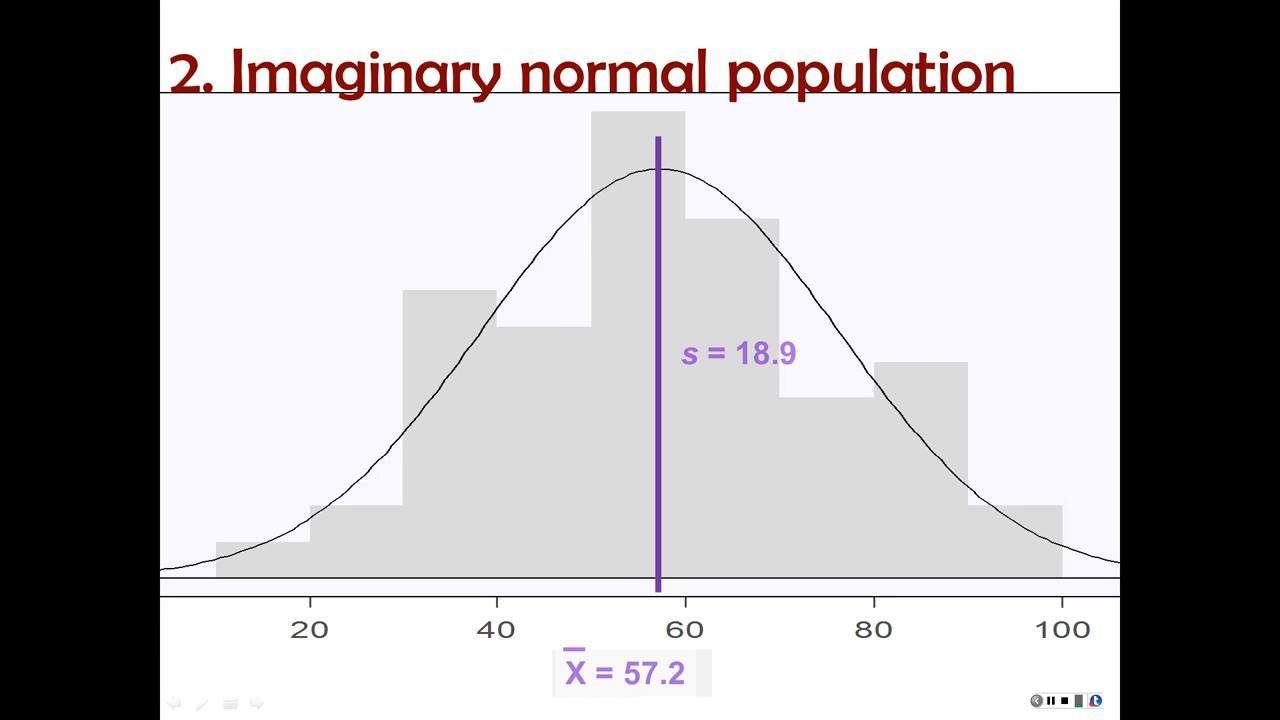 2. Imaginary normal population
s = 18.9
20 40 60 80 100
X̅ = 57.2